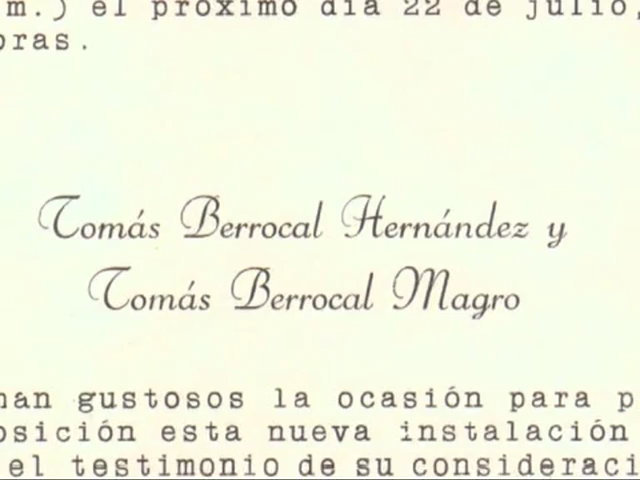 m.) el próximo día 22 de julio,
oras.
Tomás Berrocal Hernández y
Tomás Berrocal Magro
nan gustosos la ocasión para p
osición esta nueva instalación
el testimonio de su consideraci